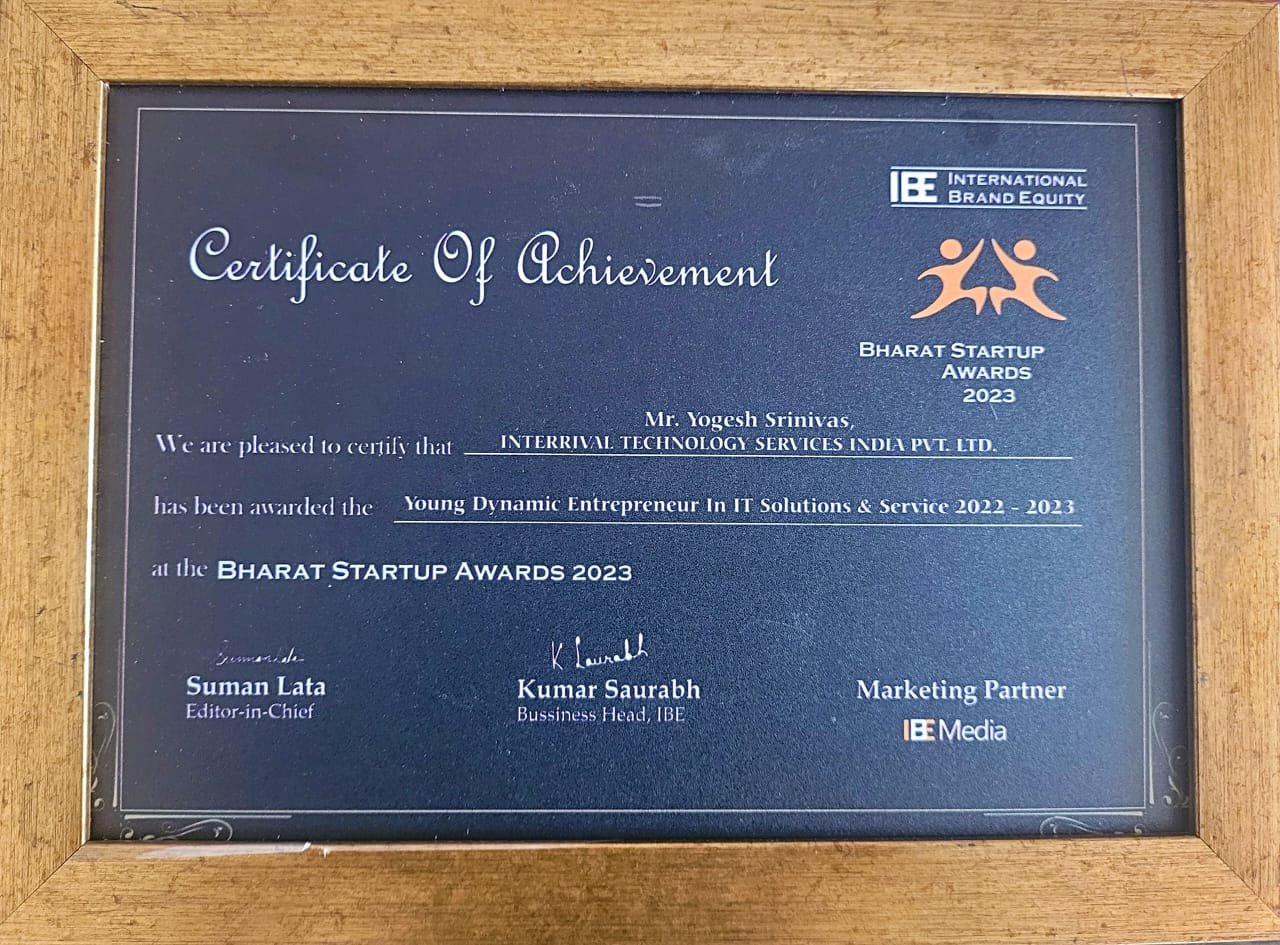 IBE INTERNATIONAL
BRAND EQUITY
Certificate Of Achievement
BHARAT STARTUP
AWARDS
2023
Mr. Yogesh Srinivas,
We are pleased to certify that INTERRIVAL TECHNOLOGY SERVICES INDIA PVT. LTD.
has been awarded the Young Dynamic Entrepreneur In IT Solutions & Service 2022 - 2023
at the BHARAT STARTUP AWARDS 2023
K Saurabh
Suman Lata
Editor-in-Chief
Kumar Saurabh
Bussiness Head, IBE
Marketing Partner
IBE Media